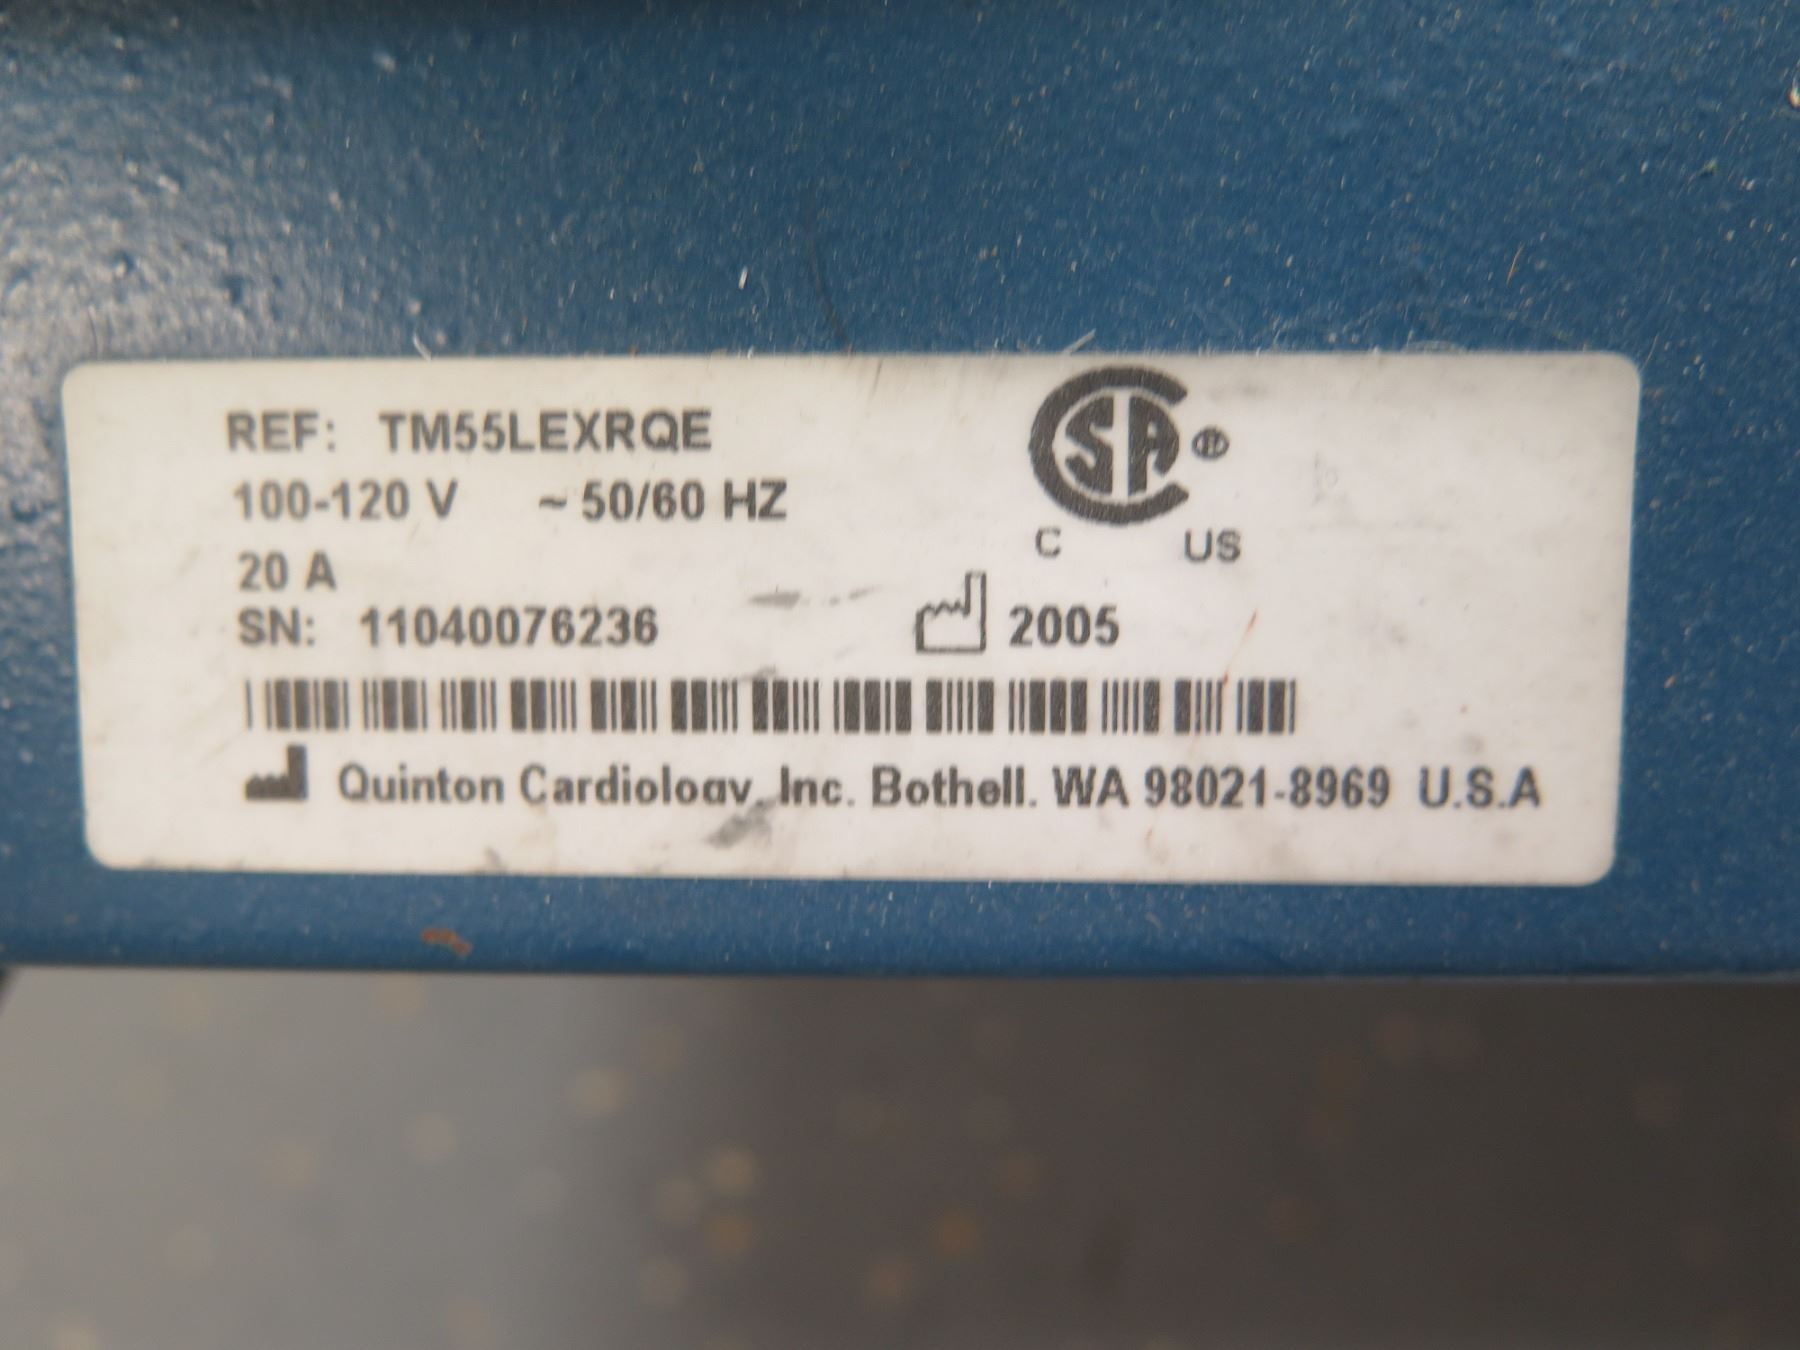 REF: TM55LEXRQE
100-120 V ~ 50/60 HZ
20 A
SN: 11040076236
2005
CSA ®
C US
Quinton Cardiology, Inc. Bothell, WA 98021-8969 U.S.A